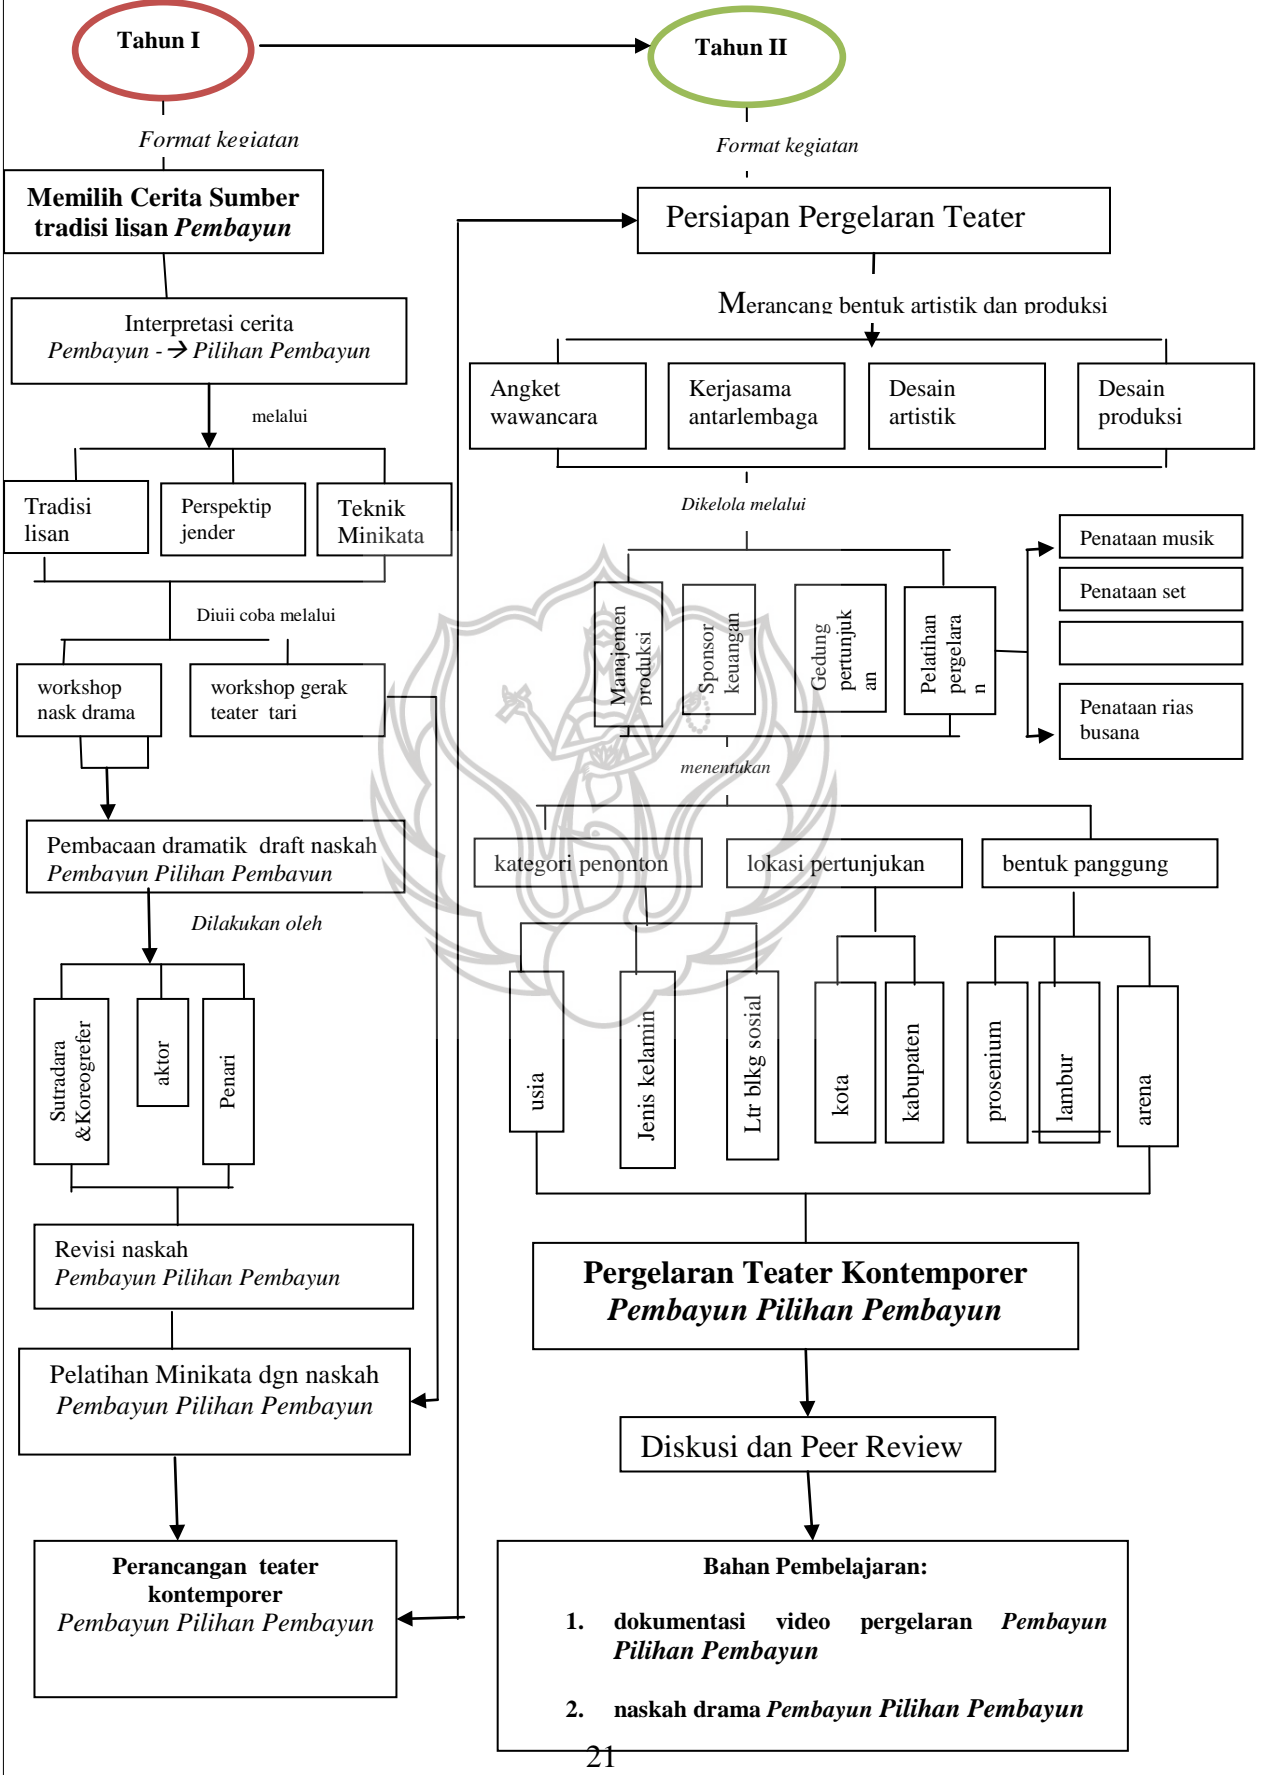 Tahun I
Format kegiatan
Memilih Cerita Sumber
tradisi lisan Pembayun
Interpretasi cerita
Pembayun -→ Pilihan Pembayun
melalui
Tradisi
lisan
Perspektip
jender
Teknik
Minikata
Diuji coba melalui
workshop
nask drama
workshop gerak
teater tari
Pembacaan dramatik draft naskah
Pembayun Pilihan Pembayun
Dilakukan oleh
Sutradara
&Koreogrefer
aktor
Penari
Revisi naskah
Pembayun Pilihan Pembayun
Pelatihan Minikata dgn naskah
Pembayun Pilihan Pembayun
Perancangan teater
kontemporer
Pembayun Pilihan Pembayun
Tahun II
Format kegiatan
Persiapan Pergelaran Teater
Merancang bentuk artistik dan produksi
Angket
wawancara
Kerjasama
antarlembaga
Desain
artistik
Desain
produksi
Dikelola melalui
Manajemen
produksi
Sponsor
keuangan
Gedung
pertunjuk
an
Pelatihan
pergelara
n
Penataan musik
Penataan set
Penataan rias
busana
menentukan
kategori penonton
lokasi pertunjukan
bentuk panggung
usia
Jenis kelamin
Ltr blkg sosial
kota
kabupaten
prosenium
lambur
arena
Pergelaran Teater Kontemporer
Pembayun Pilihan Pembayun
Diskusi dan Peer Review
Bahan Pembelajaran:
1. dokumentasi video pergelaran Pembayun
Pilihan Pembayun
2. naskah drama Pembayun Pilihan Pembayun
21